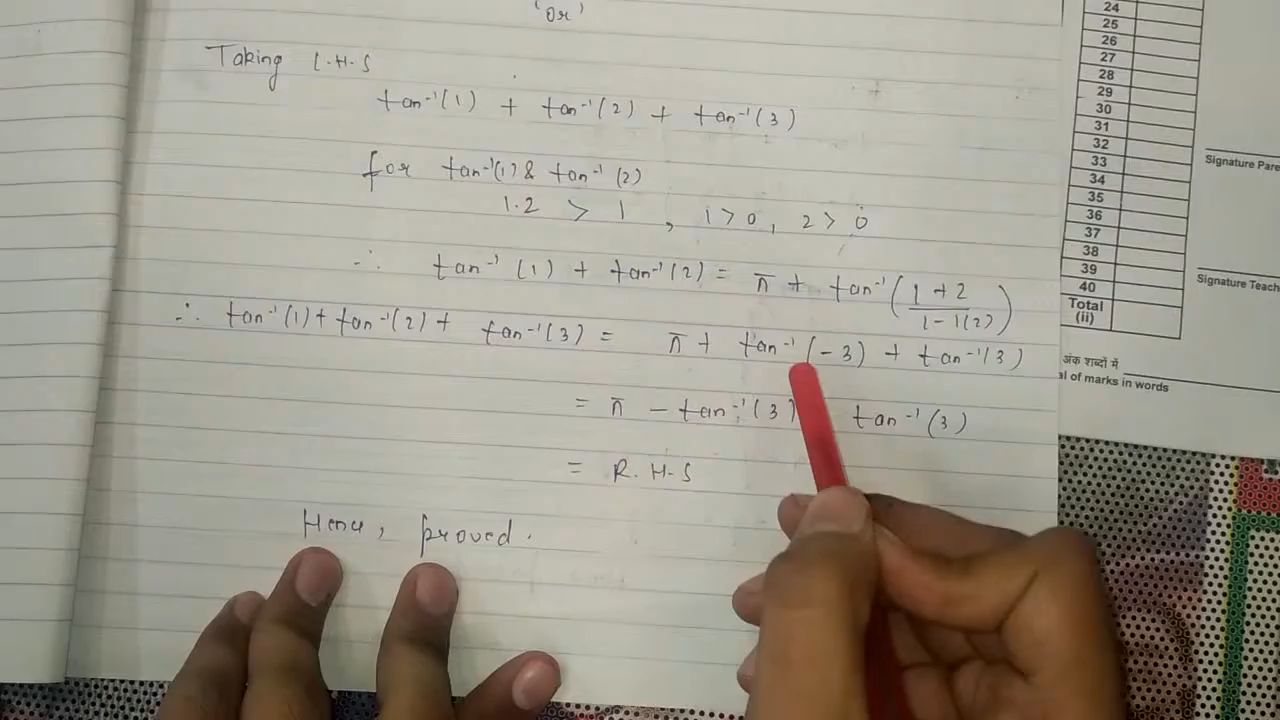 'or'
Taking L.H.S
tan⁻¹(1) + tan⁻¹(2) + tan⁻¹(3)
for tan⁻¹(1) & tan⁻¹(2)
1.2 > 1 , 1 > 0, 2 > 0
∴ tan⁻¹(1) + tan⁻¹(2) = π + tan⁻¹((1+2)/(1-1(2)))
∴ tan⁻¹(1) + tan⁻¹(2) + tan⁻¹(3) = π + tan⁻¹(-3) + tan⁻¹(3)
= π - tan⁻¹(3) tan⁻¹(3)
= R.H.S
Hence, proved.
24
25
26
27
28
29
30
31
32
33
34
35
36
37
38
39
40
Total
(ii)
Signature Pare
Signature Teach
अंक शब्दों में
al of marks in words